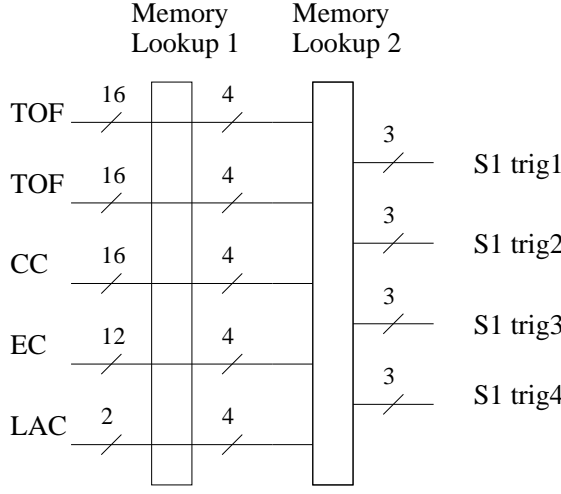 Memory Lookup 1
Memory Lookup 2
TOF 16 4
3 S1 trig1
TOF 16 4
3 S1 trig2
CC 16 4
3 S1 trig3
EC 12 4
3 S1 trig4
LAC 2 4